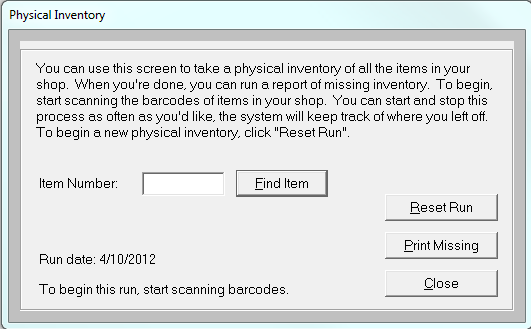 Physical Inventory
You can use this screen to take a physical inventory of all the items in your
shop.  When you're done, you can run a report of missing inventory.  To begin,
start scanning the barcodes of items in your shop.  You can start and stop this
process as often as you'd like, the system will keep track of where you left off.
To begin a new physical inventory, click "Reset Run".
Item Number:
Find Item
Reset Run
Print Missing
Run date: 4/10/2012
Close
To begin this run, start scanning barcodes.